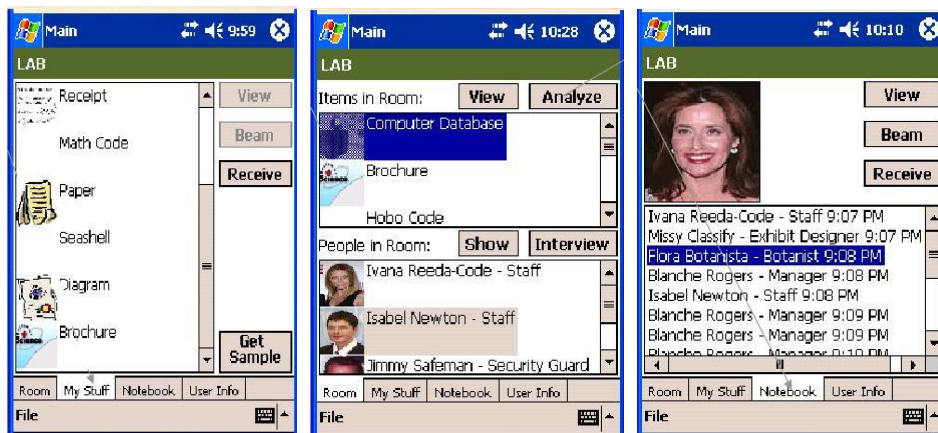 Main 9:59
LAB
Receipt
View
Math Code
Beam
Receive
Paper
Seashell
Diagram
Brochure
Get
Sample
Room My Stuff Notebook User Info
File
Main 10:28
LAB
Items in Room: View Analyze
Computer Database
Brochure
Hobo Code
People in Room: Show Interview
Ivana Reeda-Code - Staff
Isabel Newton - Staff
Jimmy Safeman - Security Guard
Room My Stuff Notebook User Info
File
Main 10:10
LAB
View
Beam
Receive
Ivana Reeda-Code - Staff 9:07 PM
Missy Classify - Exhibit Designer 9:07 PM
Flora Botanista - Botanist 9:08 PM
Blanche Rogers - Manager 9:08 PM
Isabel Newton - Staff 9:08 PM
Blanche Rogers - Manager 9:09 PM
Blanche Rogers - Manager 9:09 PM
Blanche Rogers - Manager 9:10 PM
Room My Stuff Notebook User Info
File